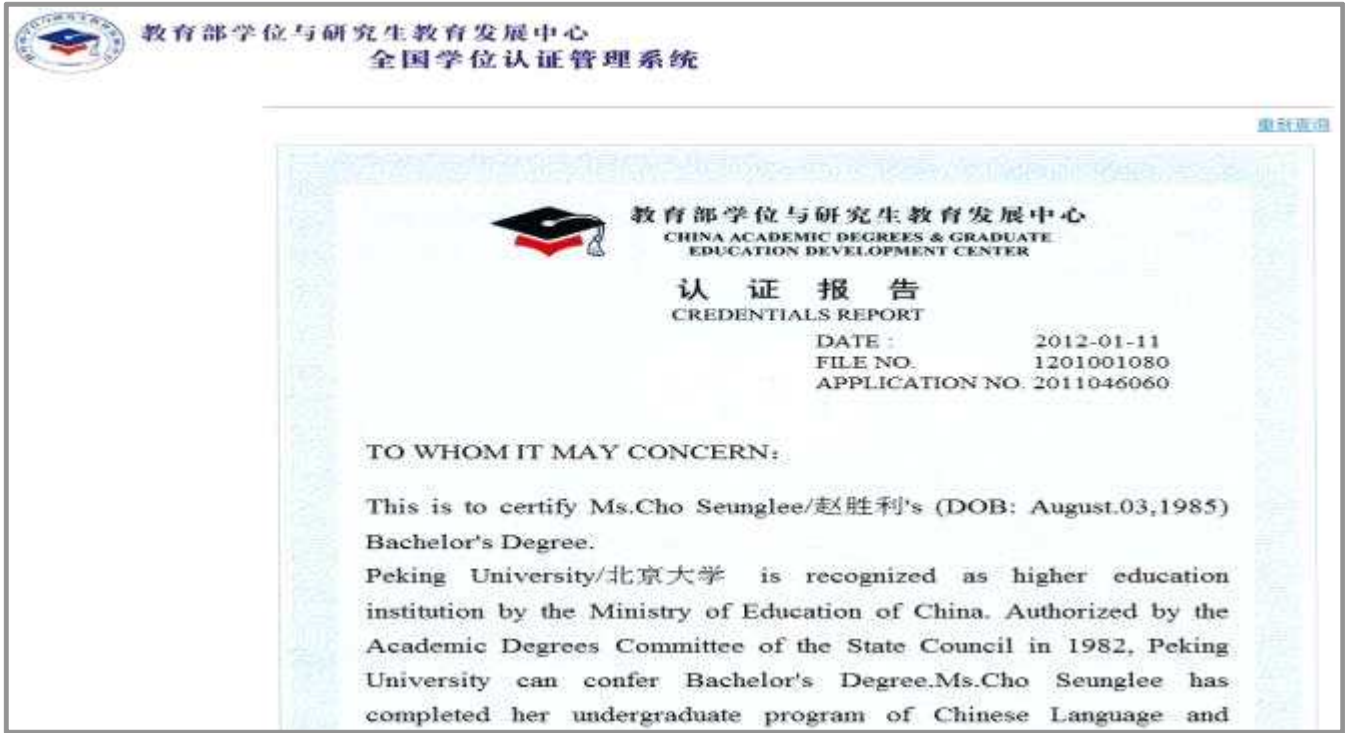 教育部学位与研究生教育发展中心
全国学位认证管理系统
重新查询
教育部学位与研究生教育发展中心
CHINA ACADEMIC DEGREES & GRADUATE
EDUCATION DEVELOPMENT CENTER
认 证 报 告
CREDENTIALS REPORT
DATE : 2012-01-11
FILE NO. 1201001080
APPLICATION NO. 2011046060
TO WHOM IT MAY CONCERN:
This is to certify Ms.Cho Seunglee/赵胜利's (DOB: August.03,1985)
Bachelor's Degree.
Peking University/北京大学 is recognized as higher education
institution by the Ministry of Education of China. Authorized by the
Academic Degrees Committee of the State Council in 1982, Peking
University can confer Bachelor's Degree.Ms.Cho Seunglee has
completed her undergraduate program of Chinese Language and